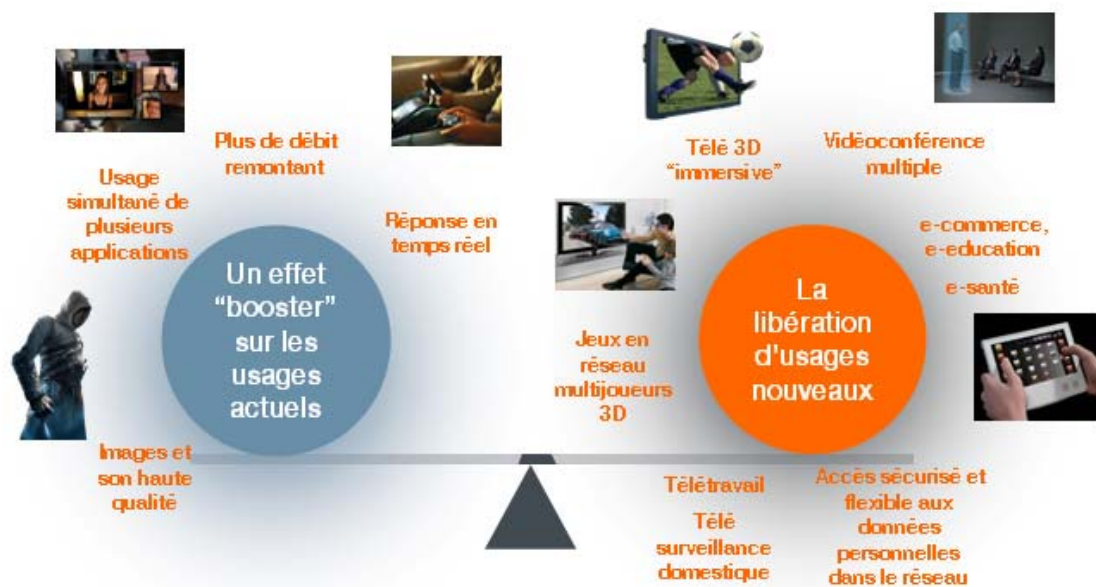 Plus de débit
remontant
Usage
simultané de
plusieurs
applications
Réponse en
temps réel
Un effet
“booster”
sur les
usages
actuels
Images et
son haute
qualité
Télé 3D
“immersive”
Vidéoconférence
multiple
e-commerce,
e-education
e-santé
La
libération
d'usages
nouveaux
Jeux en
réseau
multijoueurs
3D
Télétravail
Télé
surveillance
domestique
Accès sécurisé et
flexible aux
données
personnelles
dans le réseau